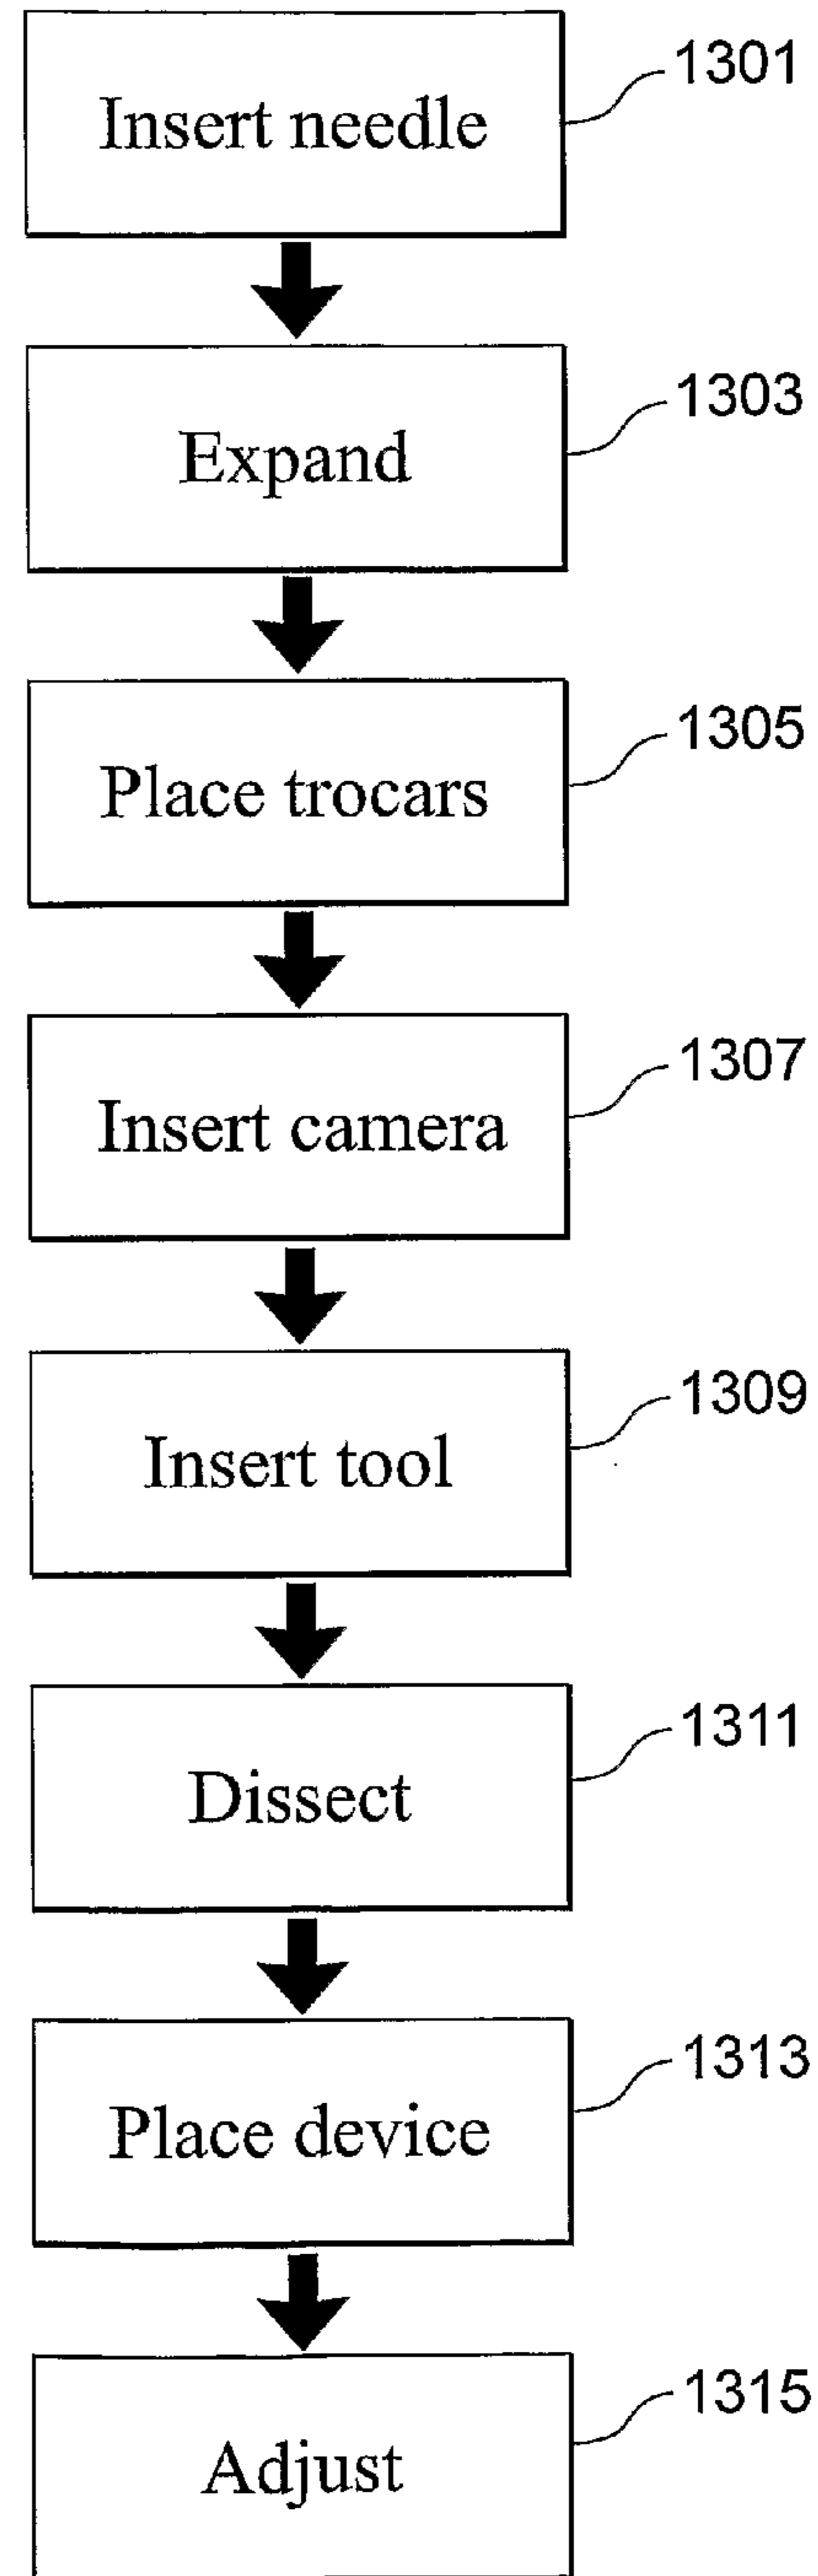 Insert needle
1301
Expand
1303
Place trocars
1305
Insert camera
1307
Insert tool
1309
Dissect
1311
Place device
1313
Adjust
1315